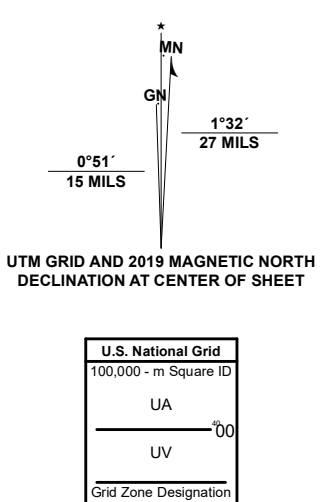 ★
MN
GN
1°32´
27 MILS
0°51´
15 MILS
UTM GRID AND 2019 MAGNETIC NORTH
DECLINATION AT CENTER OF SHEET
U.S. National Grid
100,000 - m Square ID
UA
4000
UV
Grid Zone Designation